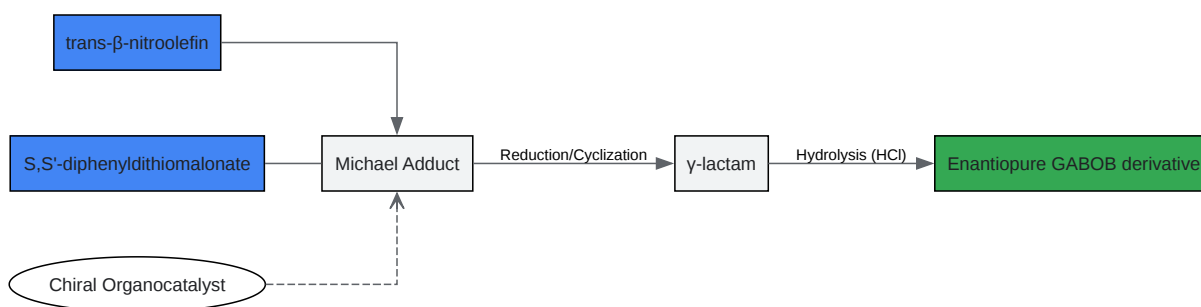 trans-β-nitroolefin
S,S'-diphenyldithiomalonate
Michael Adduct
Reduction/Cyclization
γ-lactam
Hydrolysis (HCl)
Enantiopure GABOB derivative
Chiral Organocatalyst